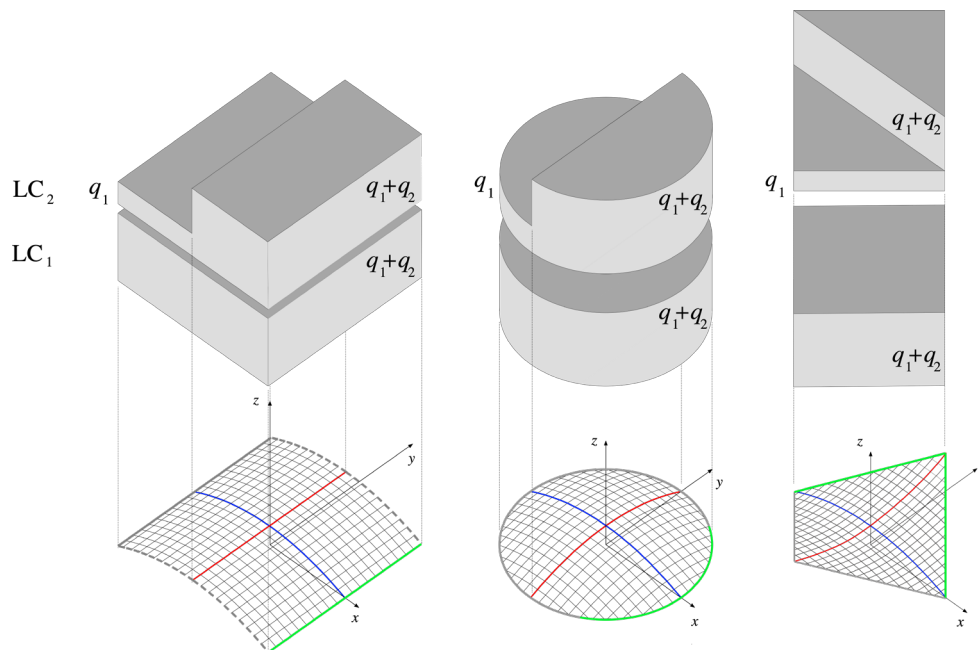 LC₂ q₁ q₁+q₂ q₁ q₁+q₂ q₁ q₁+q₂
LC₁ q₁+q₂ q₁+q₂ q₁+q₂
z y x
z y x
z x